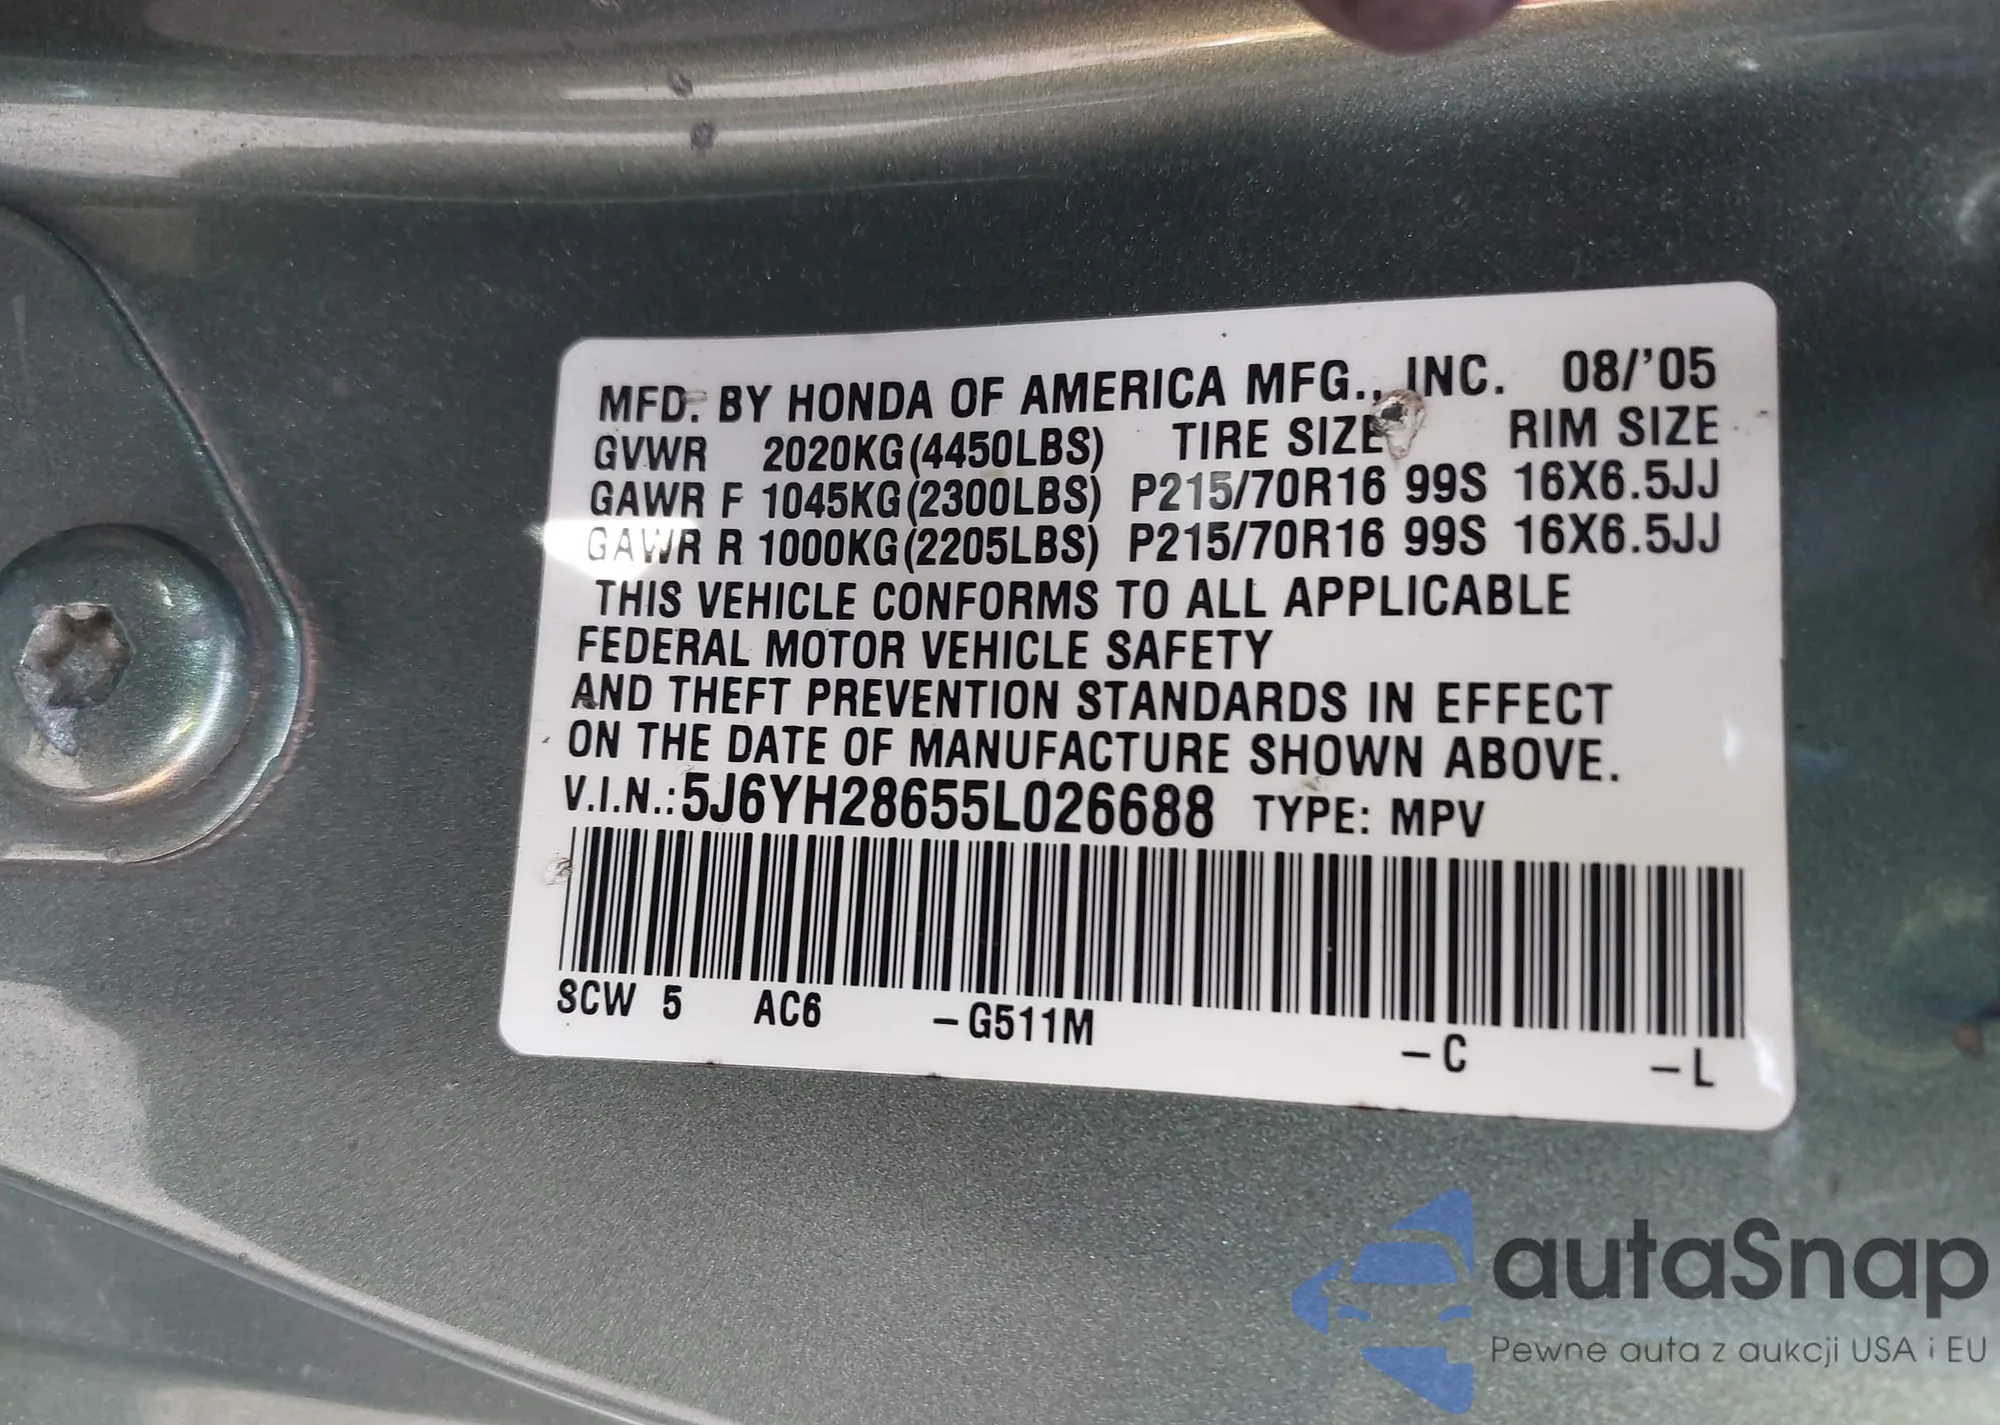 MFD. BY HONDA OF AMERICA MFG., INC. 08/'05
GVWR 2020KG(4450LBS) TIRE SIZE RIM SIZE
GAWR F 1045KG(2300LBS) P215/70R16 99S 16X6.5JJ
GAWR R 1000KG(2205LBS) P215/70R16 99S 16X6.5JJ
THIS VEHICLE CONFORMS TO ALL APPLICABLE
FEDERAL MOTOR VEHICLE SAFETY
AND THEFT PREVENTION STANDARDS IN EFFECT
ON THE DATE OF MANUFACTURE SHOWN ABOVE.
V.I.N.:5J6YH28655L026688 TYPE: MPV
SCW 5 AC6 -G511M -C -L
autaSnap
Pewne auta z aukcji USA i EU